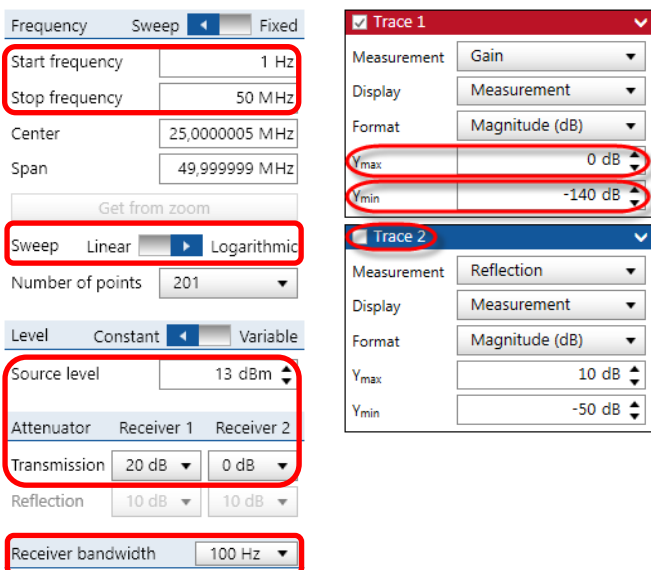 Frequency Sweep Fixed
Start frequency 1 Hz
Stop frequency 50 MHz
Center 25,0000005 MHz
Span 49,999999 MHz
Get from zoom
Sweep Linear Logarithmic
Number of points 201
Level Constant Variable
Source level 13 dBm
Attenuator Receiver 1 Receiver 2
Transmission 20 dB 0 dB
Reflection 10 dB 10 dB
Receiver bandwidth 100 Hz
Trace 1
Measurement Gain
Display Measurement
Format Magnitude (dB)
Ymax 0 dB
Ymin -140 dB
Trace 2
Measurement Reflection
Display Measurement
Format Magnitude (dB)
Ymax 10 dB
Ymin -50 dB